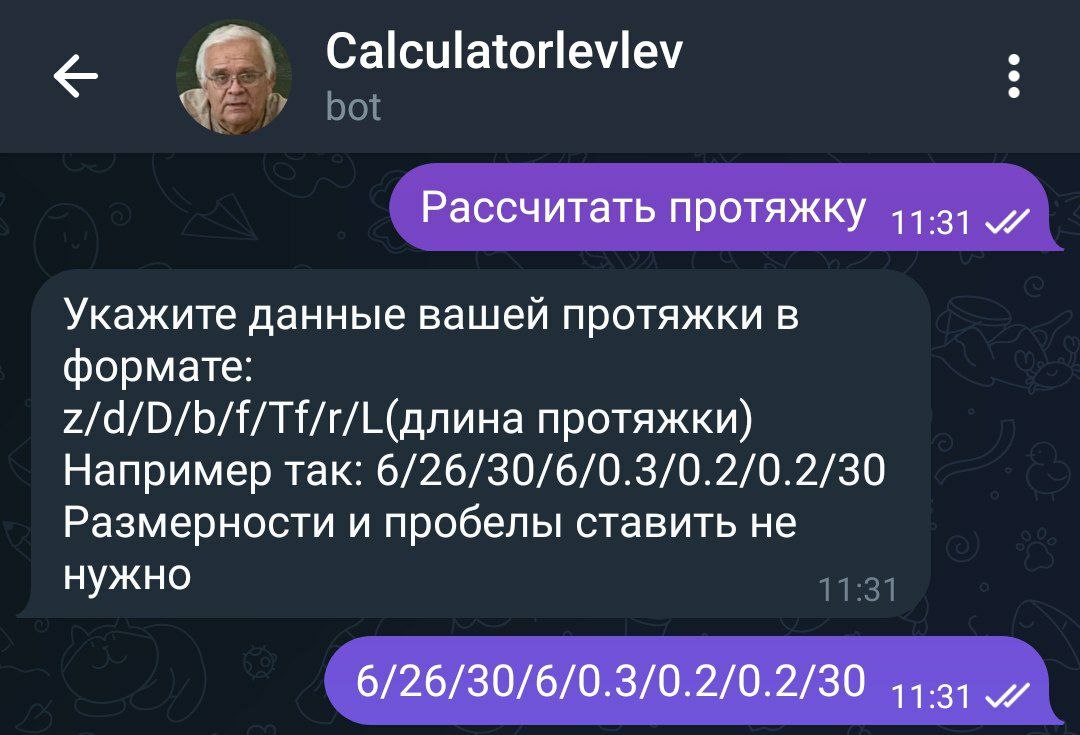 Calculatorlevlev
bot
Рассчитать протяжку 11:31
Укажите данные вашей протяжки в
формате:
z/d/D/b/f/Tf/r/L(длина протяжки)
Например так: 6/26/30/6/0.3/0.2/0.2/30
Размерности и пробелы ставить не
нужно
11:31
6/26/30/6/0.3/0.2/0.2/30 11:31